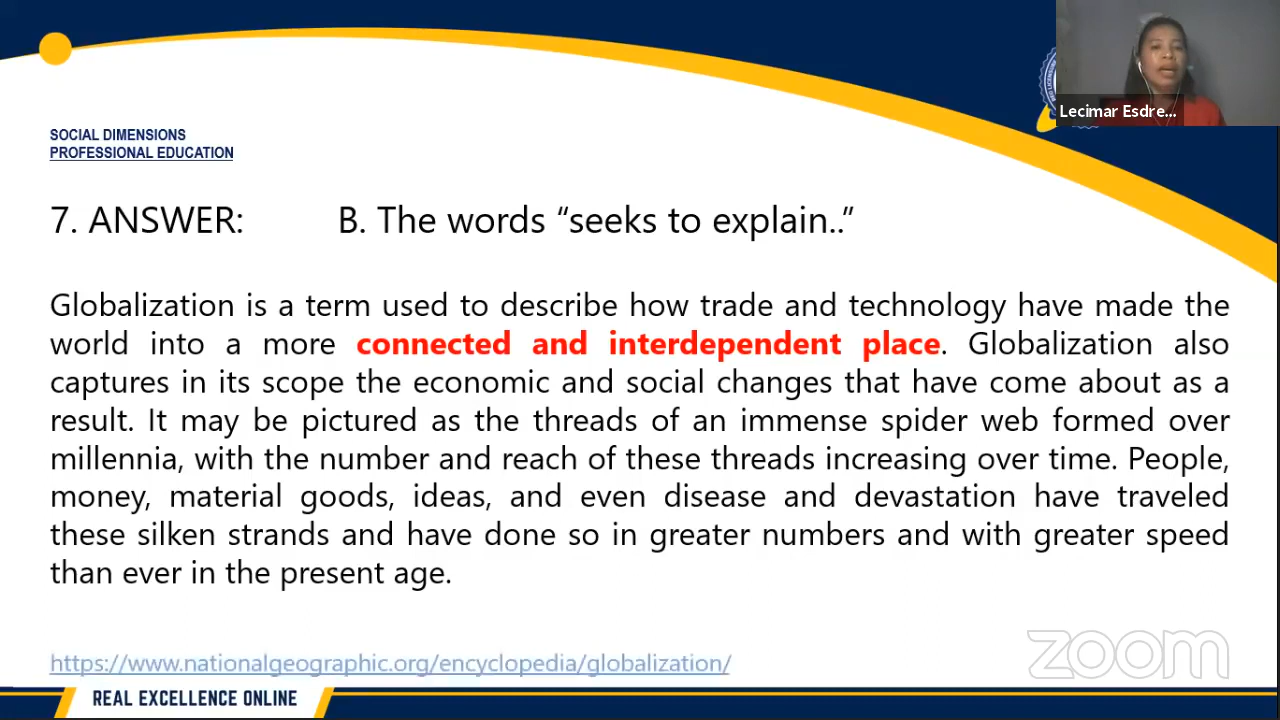 Lecimar Esdre...
SOCIAL DIMENSIONS
PROFESSIONAL EDUCATION
7. ANSWER: B. The words “seeks to explain..”
Globalization is a term used to describe how trade and technology have made the
world into a more connected and interdependent place. Globalization also
captures in its scope the economic and social changes that have come about as a
result. It may be pictured as the threads of an immense spider web formed over
millennia, with the number and reach of these threads increasing over time. People,
money, material goods, ideas, and even disease and devastation have traveled
these silken strands and have done so in greater numbers and with greater speed
than ever in the present age.
https://www.nationalgeographic.org/encyclopedia/globalization/
zoom
REAL EXCELLENCE ONLINE